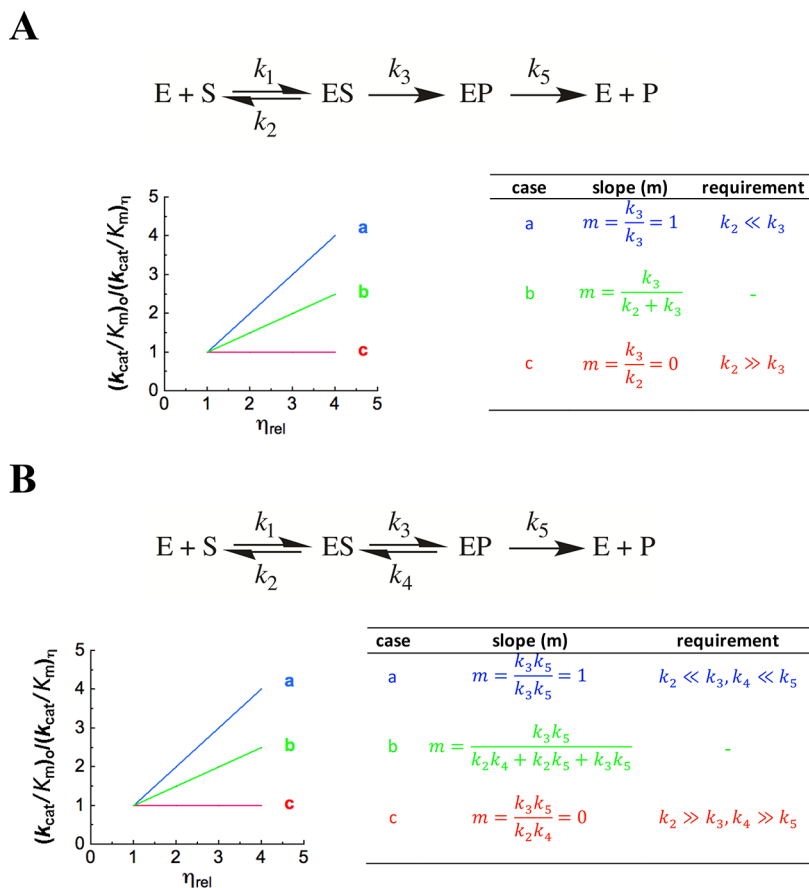 A
E + S k₁ k₂ ES k₃ EP k₅ E + P
(kcat/Km)o/(kcat/Km)η
5
4
3
2
1
0
0 1 2 3 4 5
ηrel
a
b
c
case slope (m) requirement
a m = k₃/k₃ = 1 k₂ ≪ k₃
b m = k₃/(k₂ + k₃) -
c m = k₃/k₂ = 0 k₂ ≫ k₃
B
E + S k₁ k₂ ES k₃ k₄ EP k₅ E + P
(kcat/Km)o/(kcat/Km)η
5
4
3
2
1
0
0 1 2 3 4 5
ηrel
a
b
c
case slope (m) requirement
a m = k₃k₅/k₃k₅ = 1 k₂ ≪ k₃, k₄ ≪ k₅
b m = k₃k₅/(k₂k₄ + k₂k₅ + k₃k₅) -
c m = k₃k₅/k₂k₄ = 0 k₂ ≫ k₃, k₄ ≫ k₅